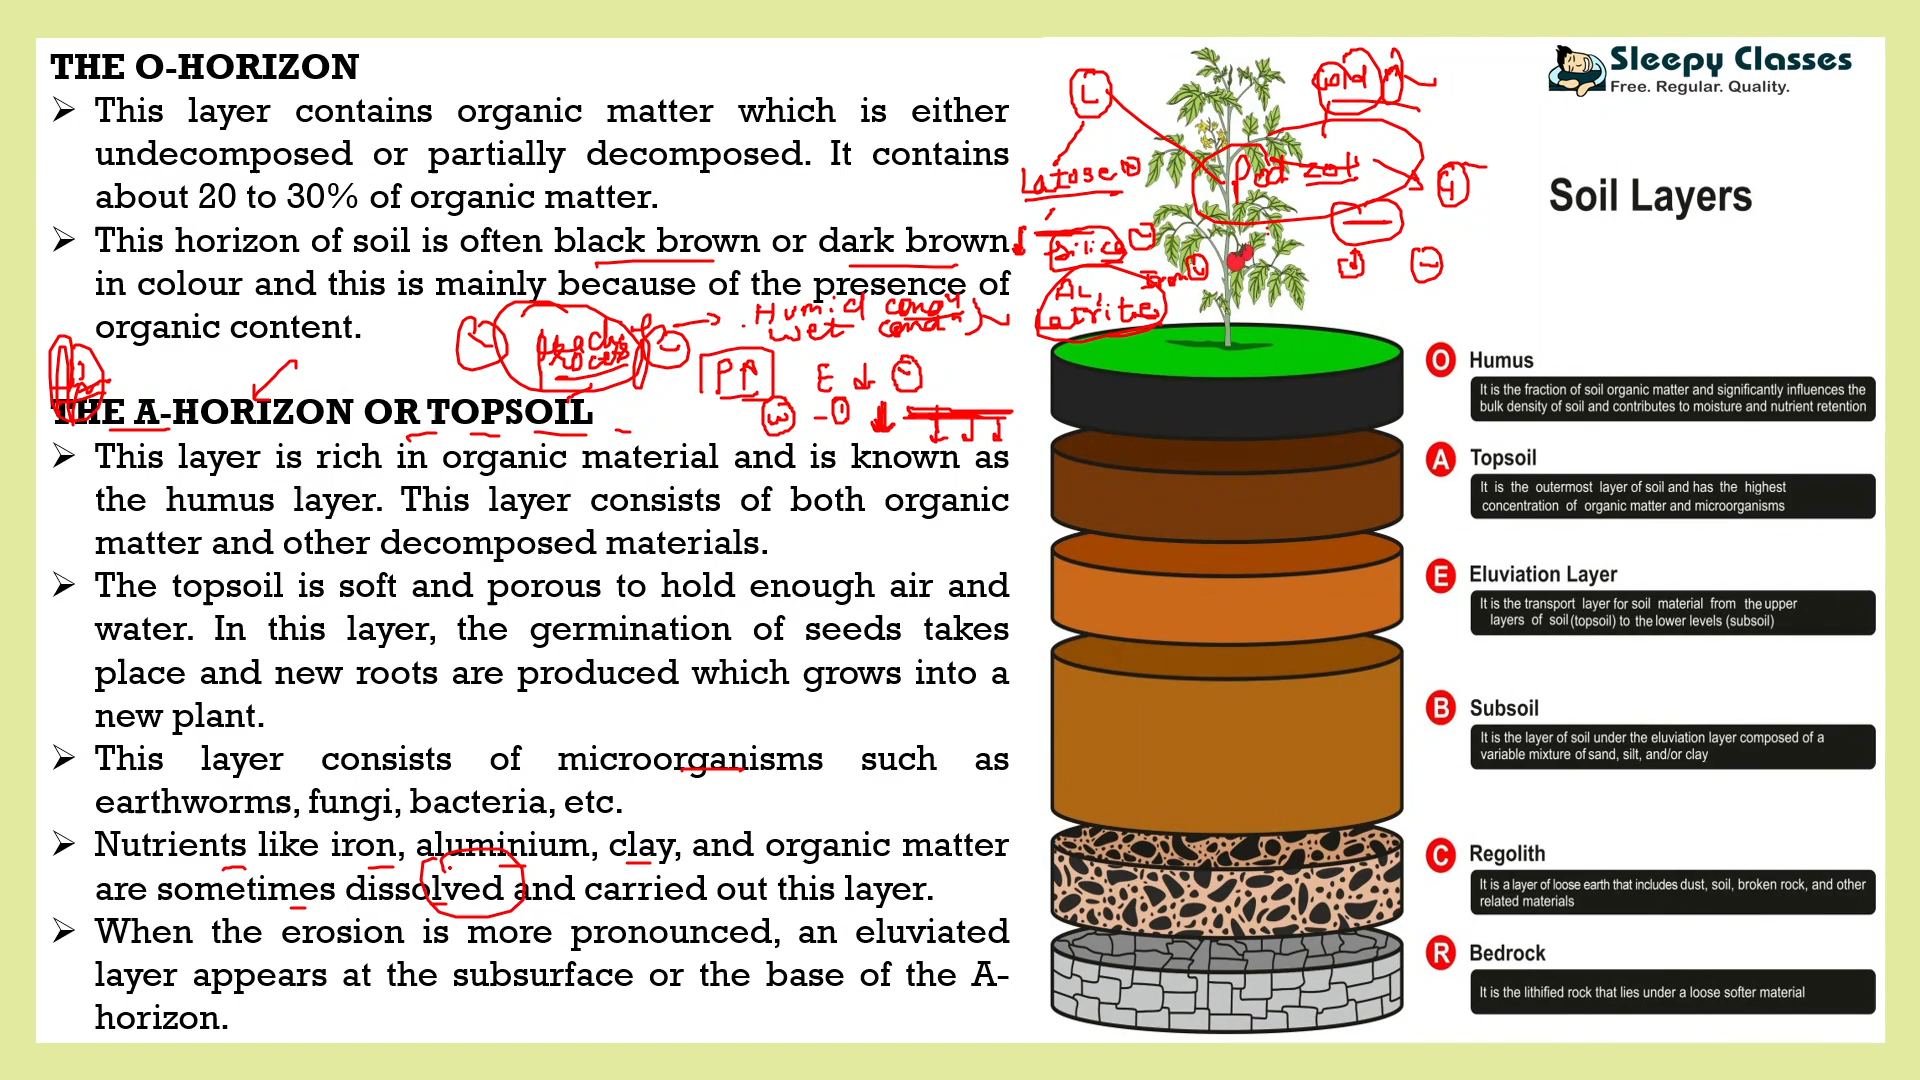 THE O-HORIZON
➢ This layer contains organic matter which is either
undecomposed or partially decomposed. It contains
about 20 to 30% of organic matter.
➢ This horizon of soil is often black brown or dark brown
in colour and this is mainly because of the presence of
organic content.
THE A-HORIZON OR TOPSOIL
➢ This layer is rich in organic material and is known as
the humus layer. This layer consists of both organic
matter and other decomposed materials.
➢ The topsoil is soft and porous to hold enough air and
water. In this layer, the germination of seeds takes
place and new roots are produced which grows into a
new plant.
➢ This layer consists of microorganisms such as
earthworms, fungi, bacteria, etc.
➢ Nutrients like iron, aluminium, clay, and organic matter
are sometimes dissolved and carried out this layer.
➢ When the erosion is more pronounced, an eluviated
layer appears at the subsurface or the base of the A-
horizon.
Humid
wet
P↑ E ↓
L
Podzol
Silica
AL,
Sleepy Classes
Free. Regular. Quality.
Soil Layers
O Humus
It is the fraction of soil organic matter and significantly influences the
bulk density of soil and contributes to moisture and nutrient retention
A Topsoil
It is the outermost layer of soil and has the highest
concentration of organic matter and microorganisms
E Eluviation Layer
It is the transport layer for soil material from the upper
layers of soil (topsoil) to the lower levels (subsoil)
B Subsoil
It is the layer of soil under the eluviation layer composed of a
variable mixture of sand, silt, and/or clay
C Regolith
It is a layer of loose earth that includes dust, soil, broken rock, and other
related materials
R Bedrock
It is the lithified rock that lies under a loose softer material